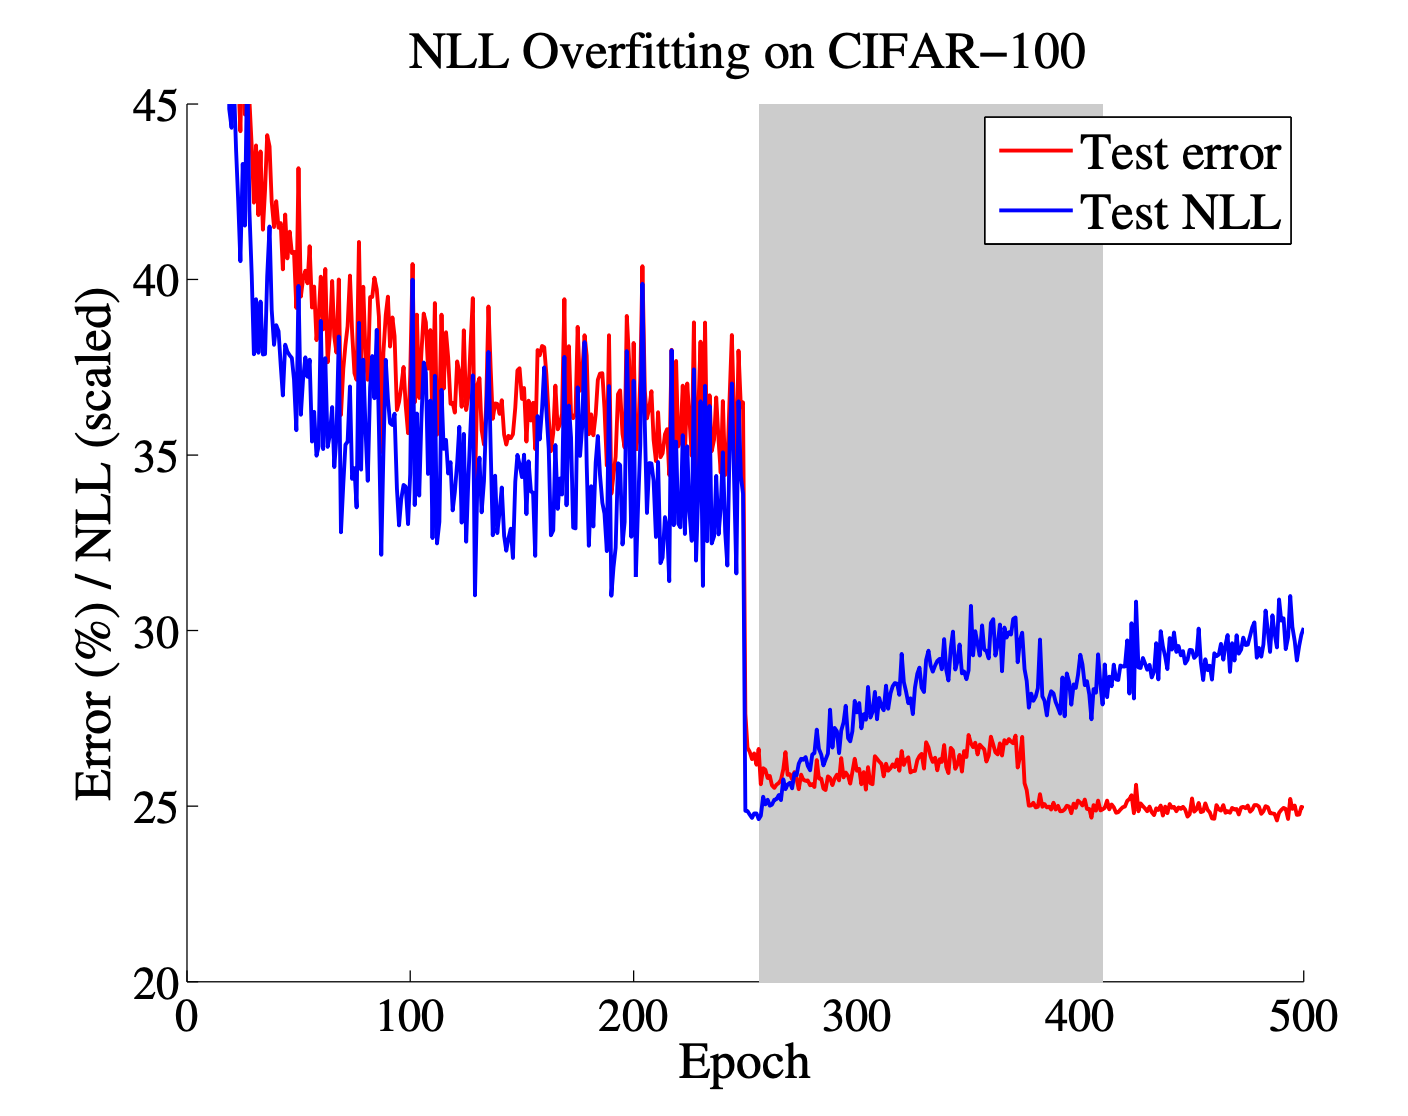 NLL Overfitting on CIFAR−100
Error (%) / NLL (scaled)
45
40
35
30
25
20
Test error
Test NLL
0 100 200 300 400 500
Epoch